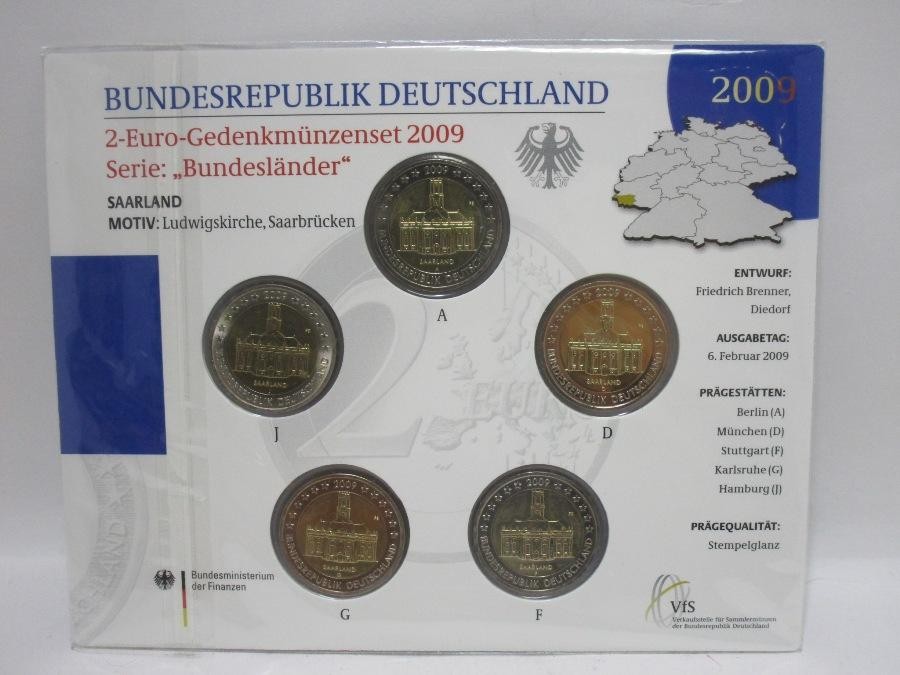 BUNDESREPUBLIK DEUTSCHLAND
2009
2-Euro-Gedenkmünzenset 2009
Serie: „Bundesländer“
SAARLAND
MOTIV: Ludwigskirche, Saarbrücken
2009
SAARLAND
A
BUNDESREPUBLIK DEUTSCHLAND
A
2009
SAARLAND
BUNDESREPUBLIK DEUTSCHLAND
J
2009
SAARLAND
D
BUNDESREPUBLIK DEUTSCHLAND
D
2009
SAARLAND
G
BUNDESREPUBLIK DEUTSCHLAND
G
2009
SAARLAND
BUNDESREPUBLIK DEUTSCHLAND
F
2 EURO
ENTWURF:
Friedrich Brenner,
Diedorf
AUSGABETAG:
6. Februar 2009
PRÄGESTÄTTEN:
Berlin (A)
München (D)
Stuttgart (F)
Karlsruhe (G)
Hamburg (J)
PRÄGEQUALITÄT:
Stempelglanz
Bundesministerium
der Finanzen
VfS
Verkaufsstelle für Sammlermünzen
der Bundesrepublik Deutschland